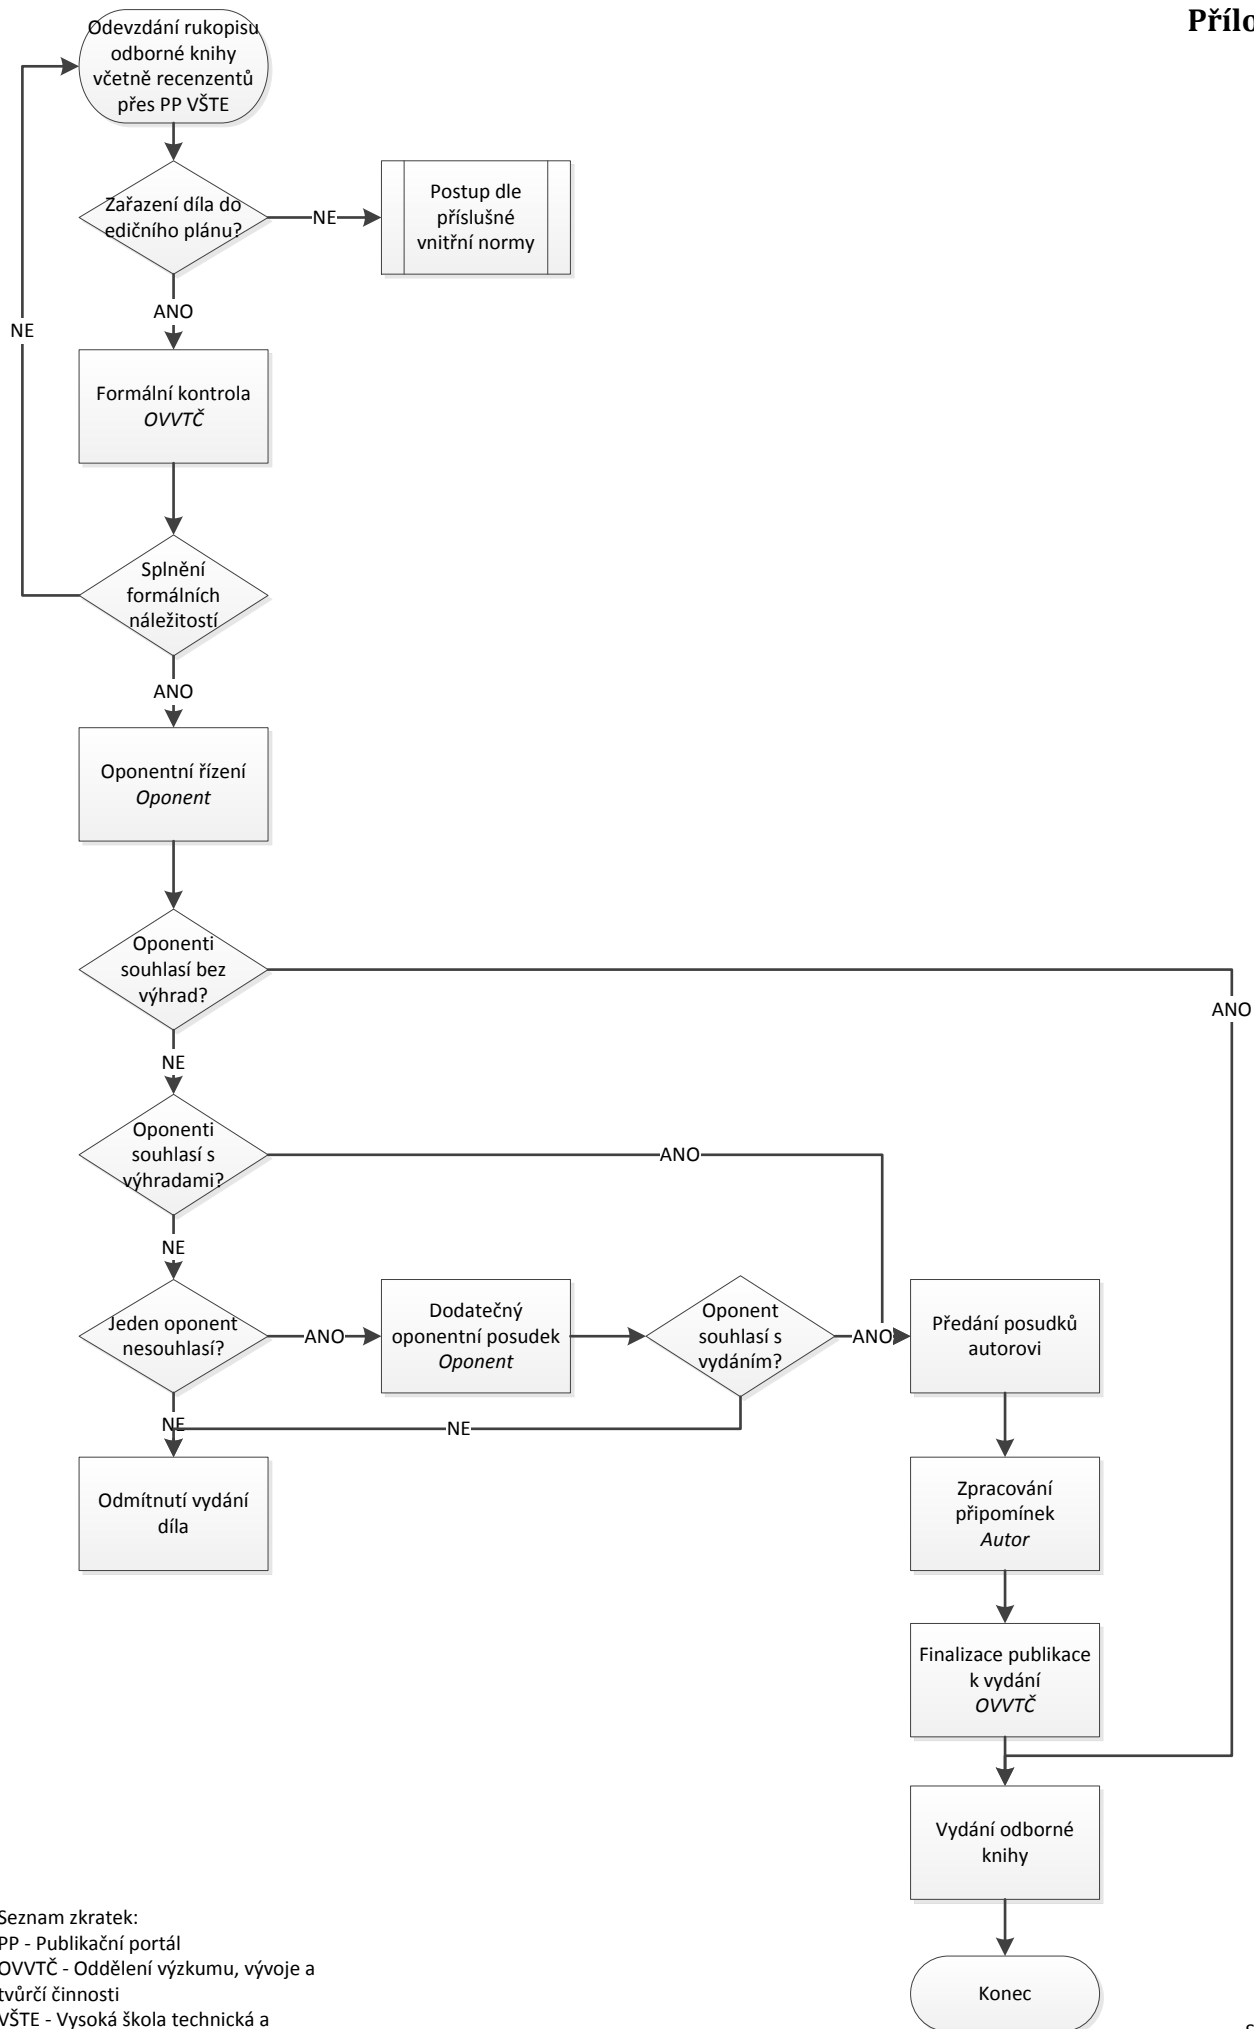 Odevzdání rukopisu
odborné knihy
včetně recenzentů
přes PP VŠTE
Zařazení díla do
edičního plánu?
NE
Postup dle
příslušné
vnitřní normy
ANO
NE
Formální kontrola
OVVTČ
Splnění
formálních
náležitostí
ANO
Oponentní řízení
Oponent
Oponenti
souhlasí bez
výhrad?
ANO
NE
Oponenti
souhlasí s
výhradami?
ANO
NE
Jeden oponent
nesouhlasí?
ANO
Dodatečný
oponentní posudek
Oponent
Oponent
souhlasí s
vydáním?
ANO
Předání posudků
autorovi
NE
NE
Odmítnutí vydání
díla
Zpracování
připomínek
Autor
Finalizace publikace
k vydání
OVVTČ
Vydání odborné
knihy
Konec
Seznam zkratek:
PP - Publikační portál
OVVTČ - Oddělení výzkumu, vývoje a
tvůrčí činnosti
VŠTE - Vysoká škola technická a